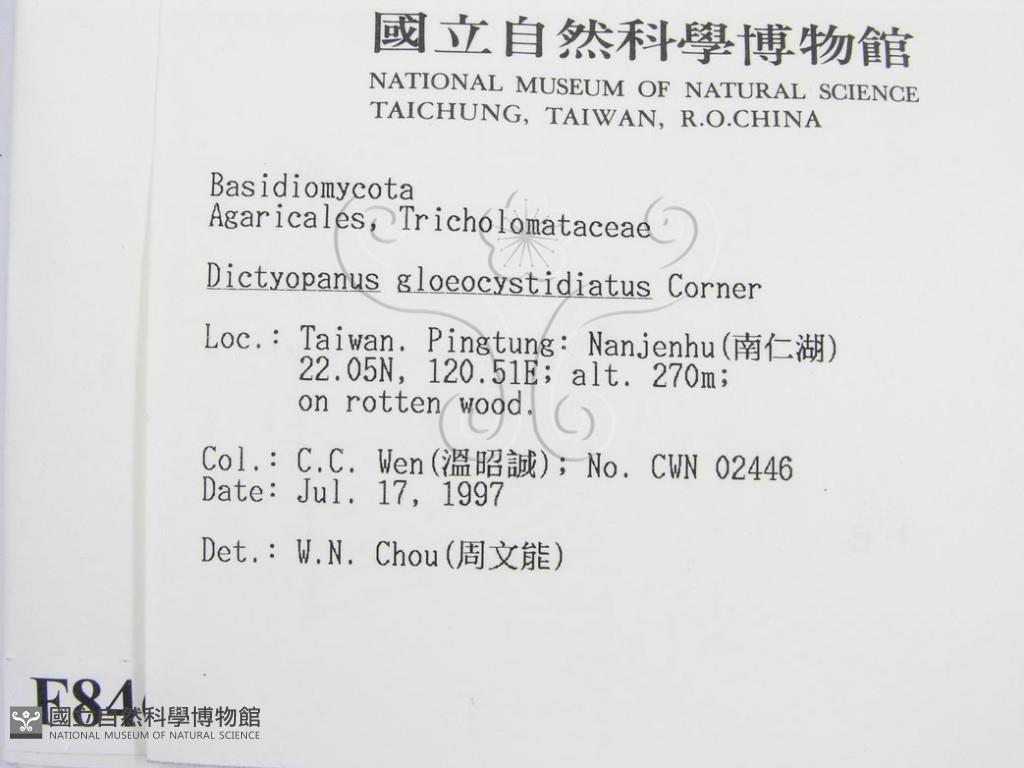 國立自然科學博物館
NATIONAL MUSEUM OF NATURAL SCIENCE
TAICHUNG, TAIWAN, R.O.CHINA
Basidiomycota
Agaricales, Tricholomataceae
Dictyopanus gloeocystidiatus Corner
Loc.: Taiwan. Pingtung: Nanjenhu(南仁湖)
22.05N, 120.51E; alt. 270m;
on rotten wood.
Col.: C.C. Wen(溫昭誠); No. CWN 02446
Date: Jul. 17, 1997
Det.: W.N. Chou(周文能)
F84
國立自然科學博物館
NATIONAL MUSEUM OF NATURAL SCIENCE